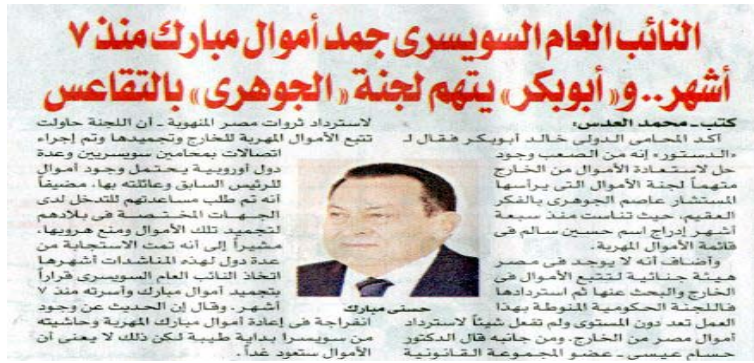 النائب العام السويسرى جمد أموال مبارك منذ ٧
أشهر.. و«أبوبكر» يتهم لجنة «الجوهرى» بالتقاعس
كتب - محمد العدس:
أكد المحامى الدولى خالد أبوبكر فقال لـ
«الدستور» إنه من الصعب وجود
حل لاستعادة الأموال من الخارج
متهماً لجنة الأموال التى يرأسها
المستشار عاصم الجوهرى بالفكر
العقيم، حيث تناست منذ سبعة
أشهر إدراج اسم حسين سالم فى
قائمة الأموال المهربة.
وأضاف أنه لا يوجد فى مصر
هيئة جنائية لتتبع الأموال فى
الخارج والبحث عنها ثم استردادها
فاللجنة الحكومية المنوطة بهذا
العمل تعد دون المستوى ولم تفعل شيئاً لاسترداد
أموال مصر من الخارج. ومن جانبه قال الدكتور
حسام عيسى - عضو المجموعة القانونية
لاسترداد ثروات مصر المنهوبة - أن اللجنة حاولت
تتبع الأموال المهربة للخارج وتجميدها وتم إجراء
اتصالات بمحامين سويسريين وعدة
دول أوروبية يحتمل وجود أموال
للرئيس السابق وعائلته بها، مضيفاً
أنه تم طلب مساعدتهم للتدخل لدى
الجهات المختصة فى بلادهم
لتجميد تلك الأموال ومنع هروبها،
مشيراً إلى أنه تمت الاستجابة من
عدة دول لهذه المناشدات أشهرها
اتخاذ النائب العام السويسرى قراراً
بتجميد أموال مبارك وأسرته منذ ٧
أشهر. وقال إن الحديث عن وجود
انفراجة فى إعادة أموال مبارك المهربة وحاشيته
من سويسرا بداية طيبة لكن ذلك لا يعنى أن
الأموال ستعود غداً.
حسنى مبارك